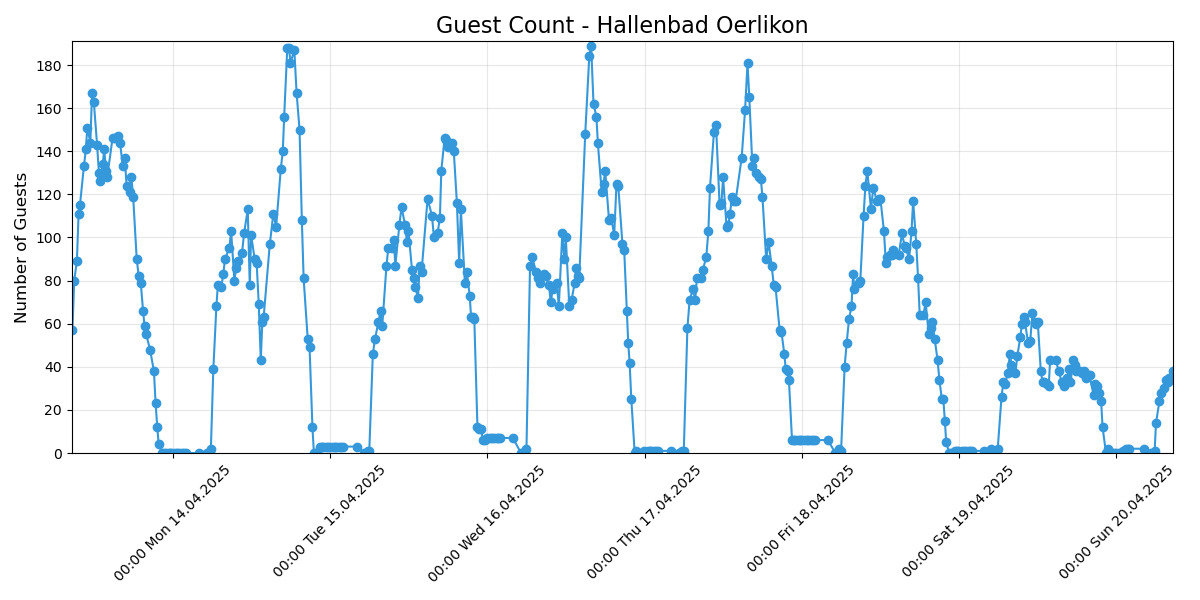 Guest Count - Hallenbad Oerlikon
Number of Guests
180
160
140
120
100
80
60
40
20
0
00:00 Mon 14.04.2025
00:00 Tue 15.04.2025
00:00 Wed 16.04.2025
00:00 Thu 17.04.2025
00:00 Fri 18.04.2025
00:00 Sat 19.04.2025
00:00 Sun 20.04.2025